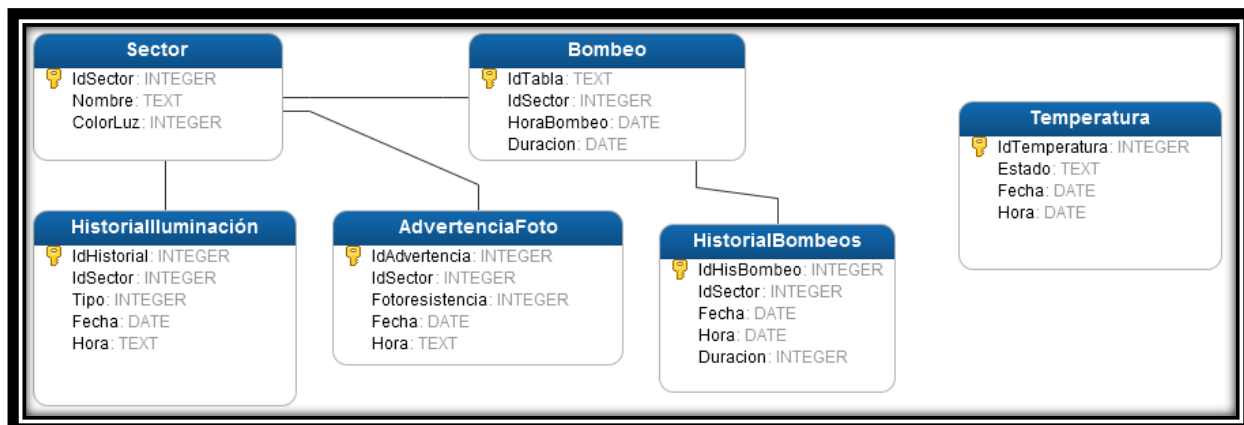 Sector
IdSector: INTEGER
Nombre: TEXT
ColorLuz: INTEGER
Bombeo
IdTabla: TEXT
IdSector: INTEGER
HoraBombeo: DATE
Duracion: DATE
Temperatura
IdTemperatura: INTEGER
Estado: TEXT
Fecha: DATE
Hora: DATE
HistorialIluminación
IdHistorial: INTEGER
IdSector: INTEGER
Tipo: INTEGER
Fecha: DATE
Hora: TEXT
AdvertenciaFoto
IdAdvertencia: INTEGER
IdSector: INTEGER
Fotoresistencia: INTEGER
Fecha: DATE
Hora: TEXT
HistorialBombeos
IdHisBombeo: INTEGER
IdSector: INTEGER
Fecha: DATE
Hora: DATE
Duracion: INTEGER